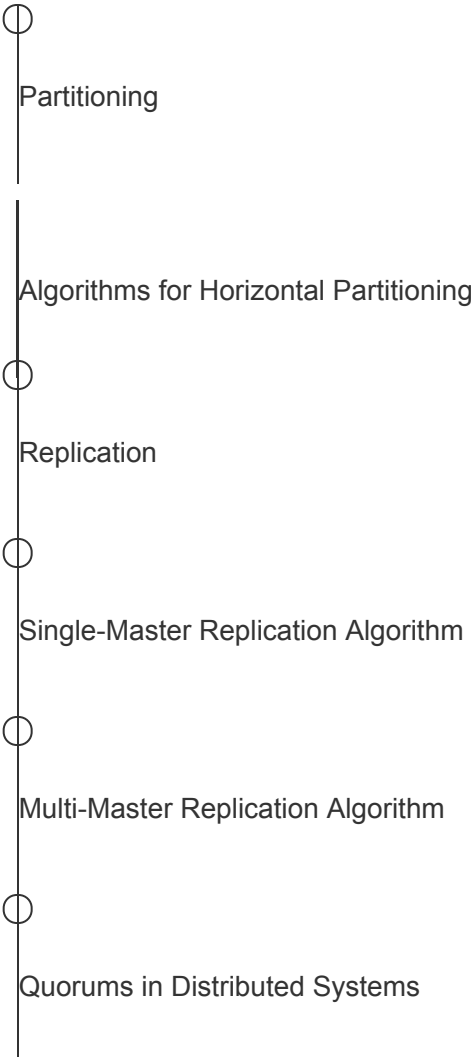 Partitioning
Algorithms for Horizontal Partitioning
Replication
Single-Master Replication Algorithm
Multi-Master Replication Algorithm
Quorums in Distributed Systems